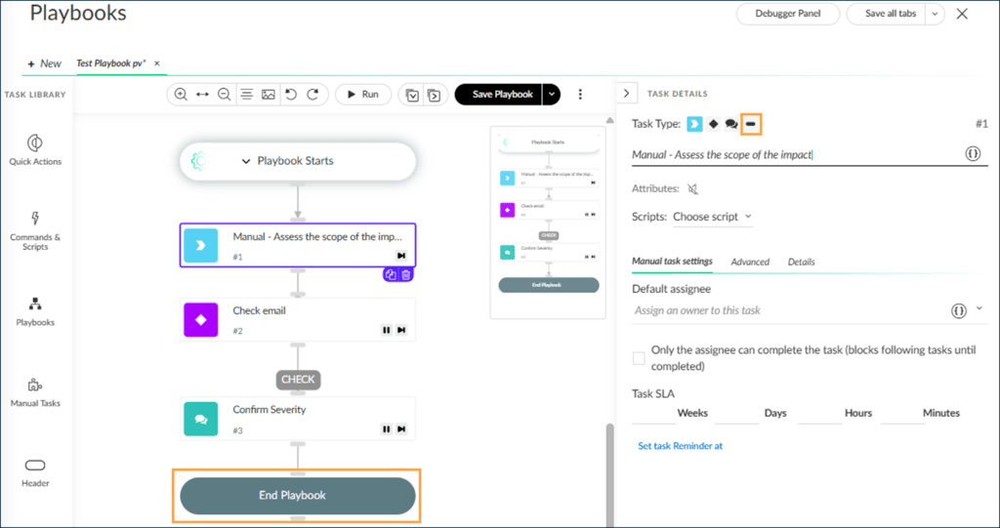 Playbooks
Debugger Panel
Save all tabs
+ New
Test Playbook pv*
TASK LIBRARY
Quick Actions
Commands &
Scripts
Playbooks
Manual Tasks
Header
Run
Save Playbook
Playbook Starts
Manual - Assess the scope of the imp...
#1
Check email
#2
CHECK
Confirm Severity
#3
End Playbook
Playbook Starts
Manual - Assess the scope of the imp...
#1
Check email
#2
CHECK
Confirm Severity
#3
End Playbook
TASK DETAILS
Task Type:
#1
Manual - Assess the scope of the impact
Attributes:
Scripts: Choose script
Manual task settings Advanced Details
Default assignee
Assign an owner to this task
Only the assignee can complete the task (blocks following tasks until
completed)
Task SLA
Weeks Days Hours Minutes
Set task Reminder at